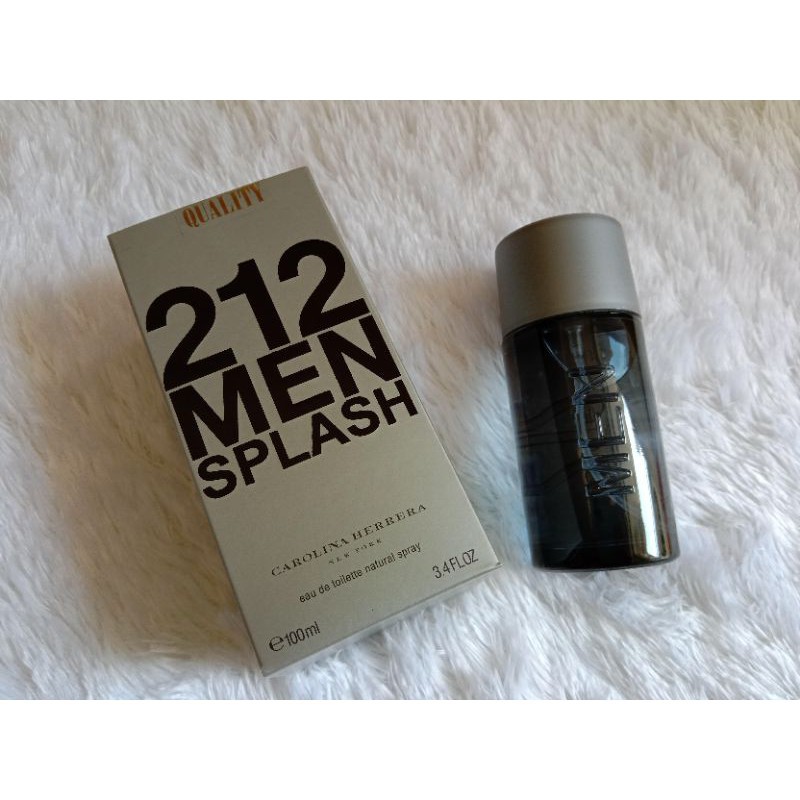 QUALITY
212
MEN
SPLASH
CAROLINA HERRERA
NEW YORK
eau de toilette natural spray
℮100ml
3.4 FL OZ
MEN